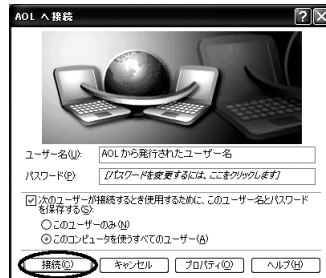 AOL へ接続
ユーザー名(U):
AOLから発行されたユーザー名
パスワード(P):
[パスワードを変更するには、ここをクリックします]
次のユーザーが接続するとき使用するために、このユーザー名とパスワード
を保存する(S):
このユーザーのみ(N)
このコンピュータを使うすべてのユーザー(A)
接続(C)
キャンセル
プロパティ(O)
ヘルプ(H)